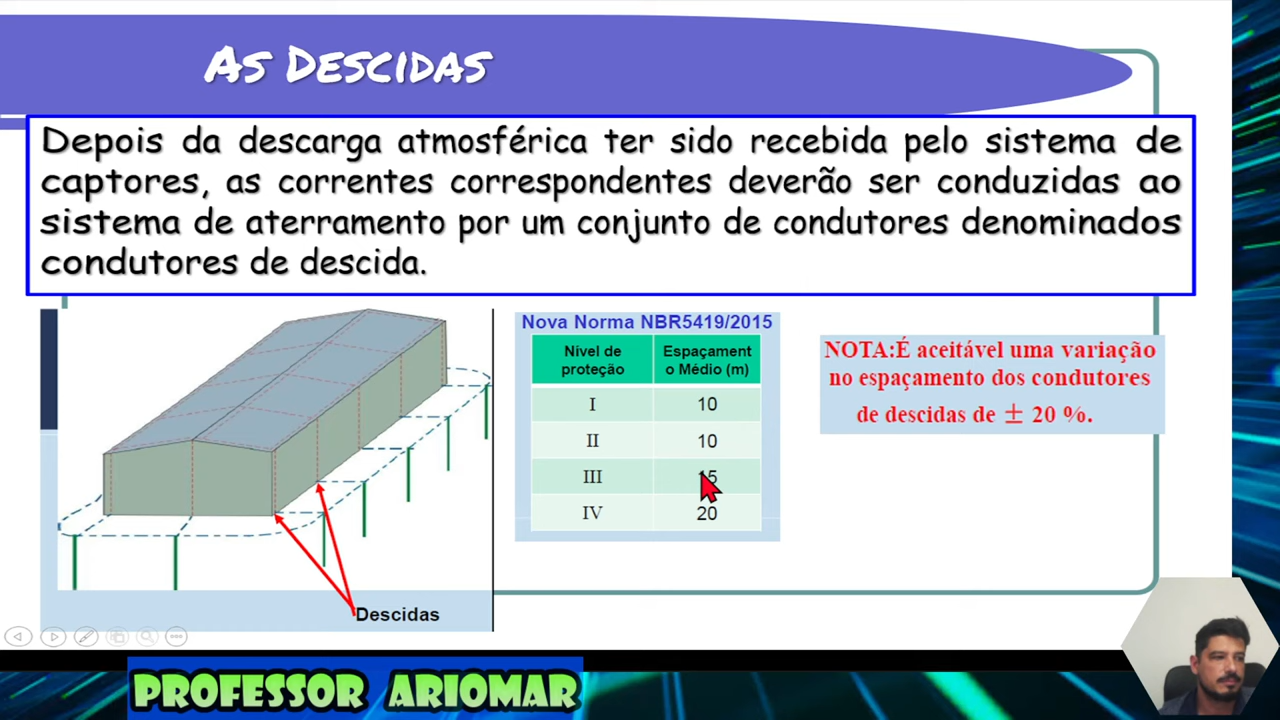 As Descidas
Depois da descarga atmosférica ter sido recebida pelo sistema de
captores, as correntes correspondentes deverão ser conduzidas ao
sistema de aterramento por um conjunto de condutores denominados
condutores de descida.
Descidas
Nova Norma NBR5419/2015
Nível de proteção Espaçament o Médio (m)
I 10
II 10
III 15
IV 20
NOTA:É aceitável uma variação
no espaçamento dos condutores
de descidas de ± 20 %.
PROFESSOR ARIOMAR